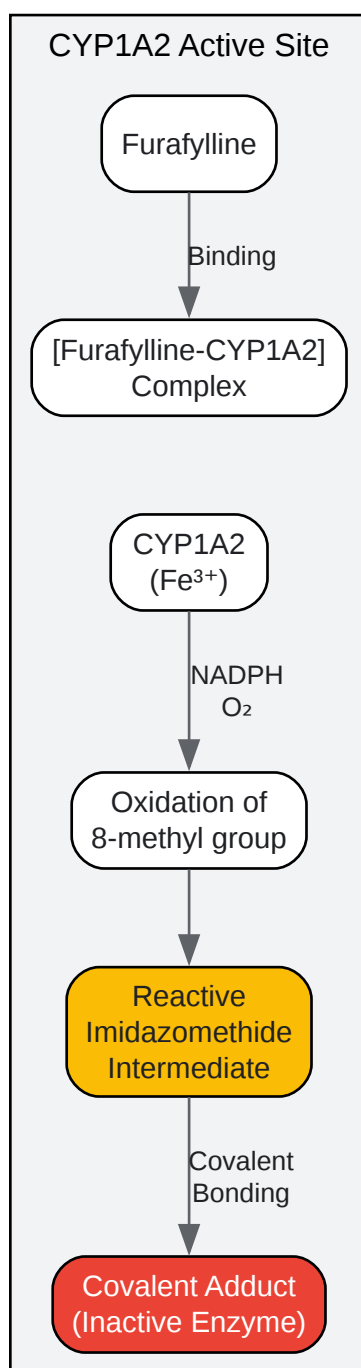 CYP1A2 Active Site
Furafylline
Binding
[Furafylline-CYP1A2]
Complex
CYP1A2
(Fe³⁺)
NADPH
O₂
Oxidation of
8-methyl group
Reactive
Imidazomethide
Intermediate
Covalent
Bonding
Covalent Adduct
(Inactive Enzyme)